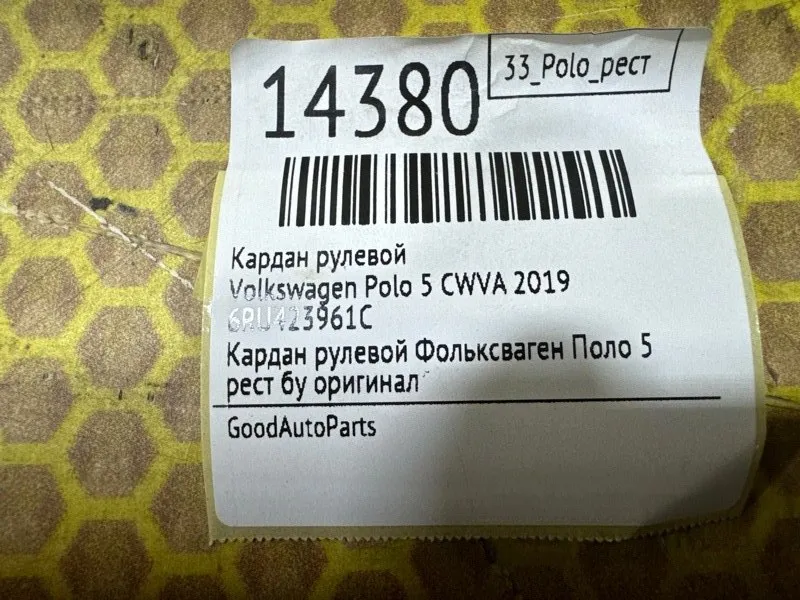 14380
33_Polo_рест
Кардан рулевой
Volkswagen Polo 5 CWVA 2019
6RU423961C
Кардан рулевой Фольксваген Поло 5
рест бу оригинал
GoodAutoParts